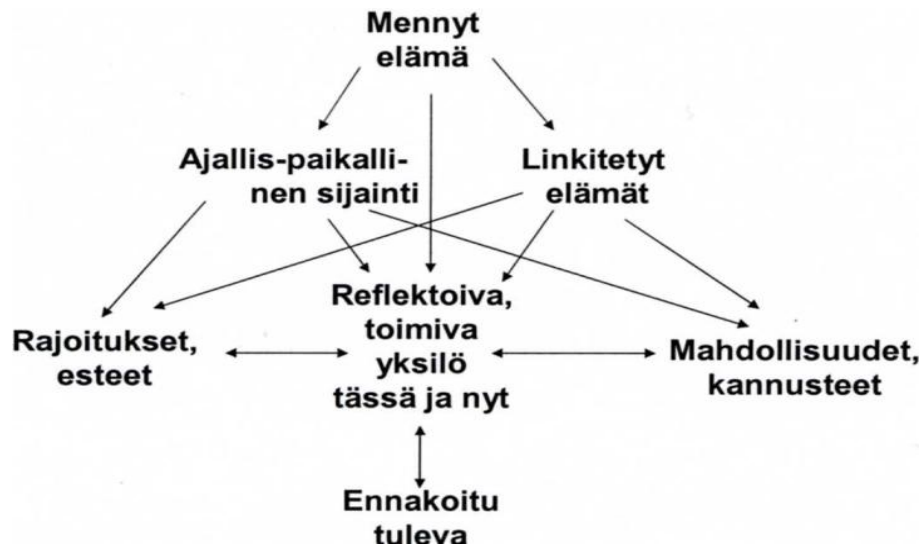 Mennyt
elämä
Ajallis-paikalli-
nen sijainti
Linkitetyt
elämät
Reflektoiva,
toimiva
yksilö
tässä ja nyt
Rajoitukset,
esteet
Mahdollisuudet,
kannusteet
Ennakoitu
tuleva